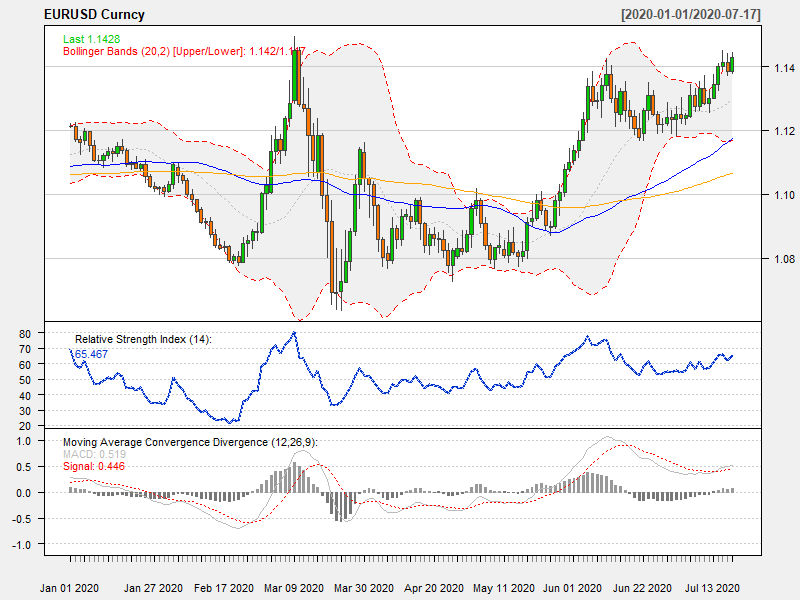 EURUSD Curncy [2020-01-01/2020-07-17]
Last 1.1428
Bollinger Bands (20,2) [Upper/Lower]: 1.142/1.117
1.14
1.12
1.10
1.08
Relative Strength Index (14):
65.467
80
70
60
50
40
30
20
Moving Average Convergence Divergence (12,26,9):
MACD: 0.519
Signal: 0.446
1.0
0.5
0.0
-0.5
-1.0
Jan 01 2020 Jan 27 2020 Feb 17 2020 Mar 09 2020 Mar 30 2020 Apr 20 2020 May 11 2020 Jun 01 2020 Jun 22 2020 Jul 13 2020